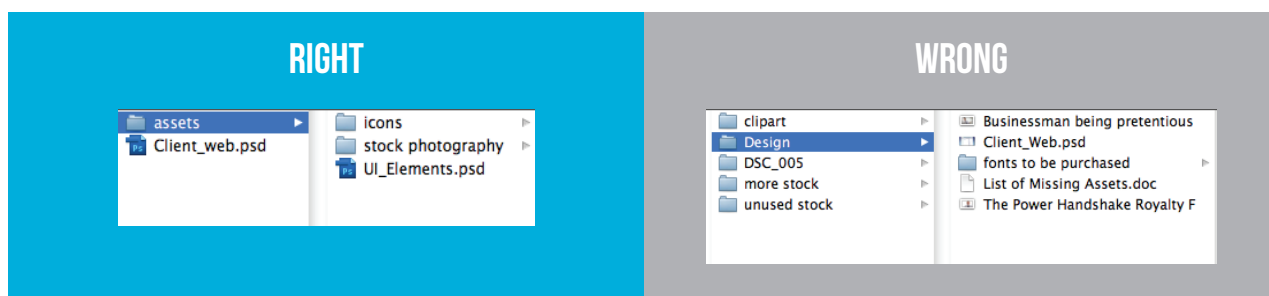 RIGHT
assets
Client_web.psd
icons
stock photography
UI_Elements.psd
WRONG
clipart
Design
DSC_005
more stock
unused stock
Businessman being pretentious
Client_Web.psd
fonts to be purchased
List of Missing Assets.doc
The Power Handshake Royalty F